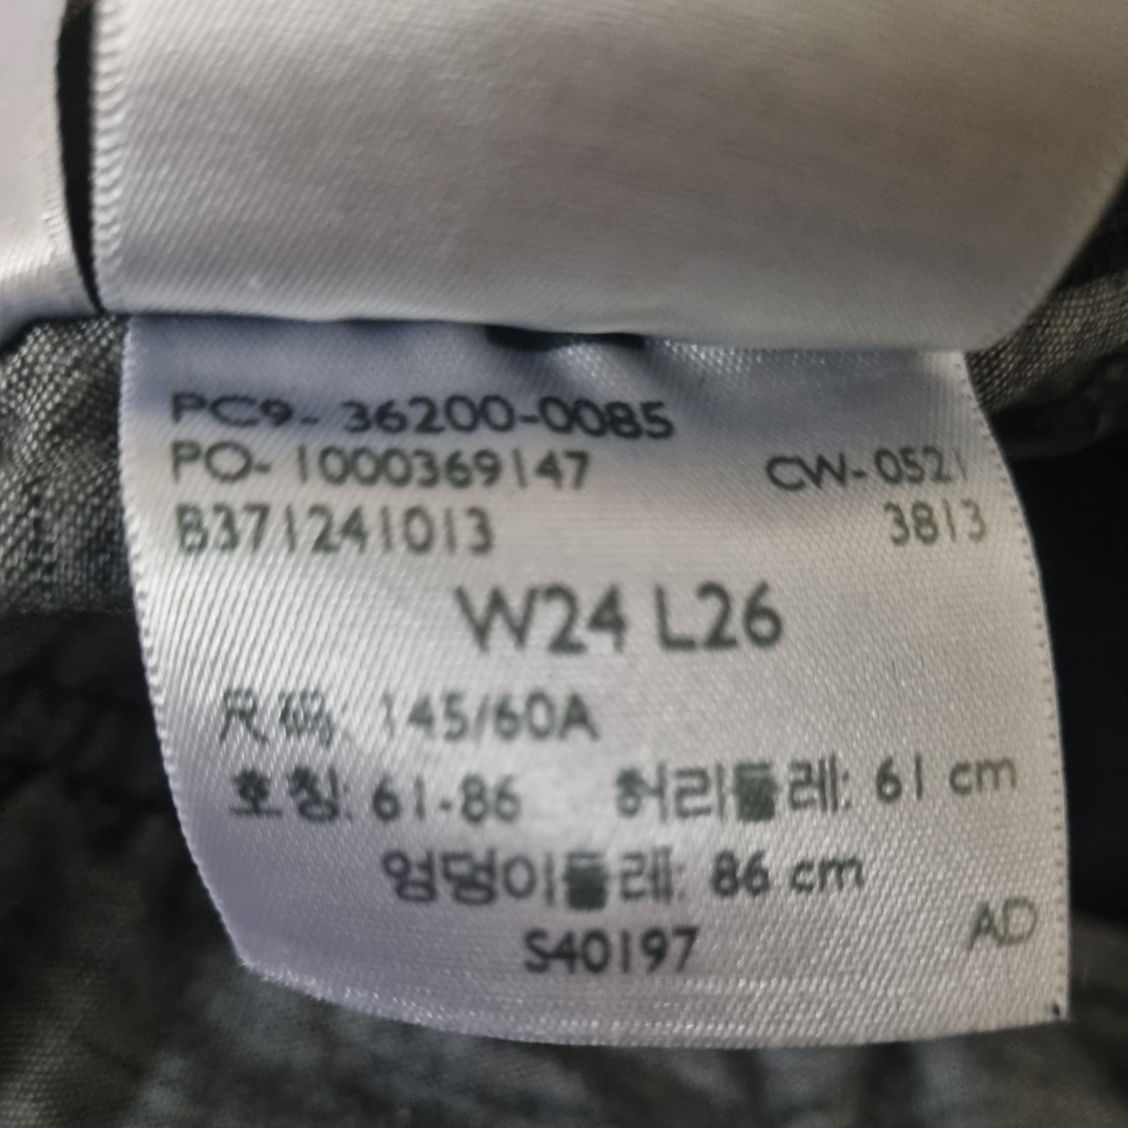 PC9- 36200-0085
PO- 1000369147 CW-0521
B371241013 3813
W24 L26
尺码: 145/60A
호칭: 61-86 허리둘레: 61 cm
엉덩이둘레: 86 cm
S40197 AD